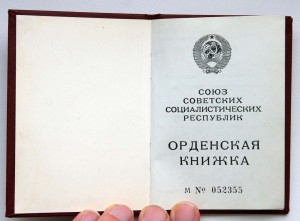 СОЮЗ
СОВЕТСКИХ
СОЦИАЛИСТИЧЕСКИХ
РЕСПУБЛИК
ОРДЕНСКАЯ
КНИЖКА
М № 052355